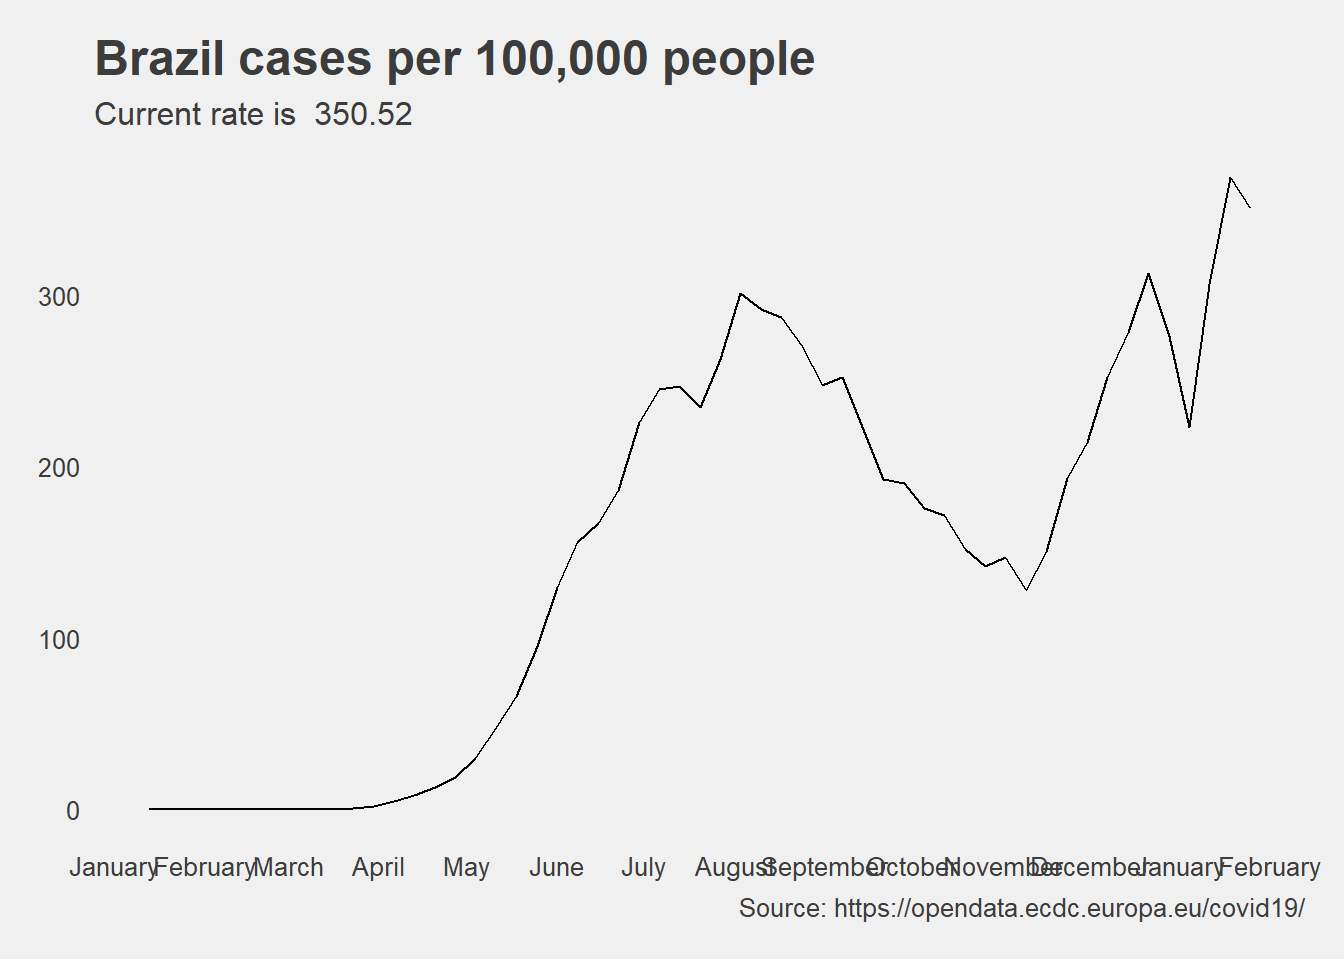 Brazil cases per 100,000 people
Current rate is  350.52
300
200
100
0
January February March April May June July August September October November December January February
Source: https://opendata.ecdc.europa.eu/covid19/